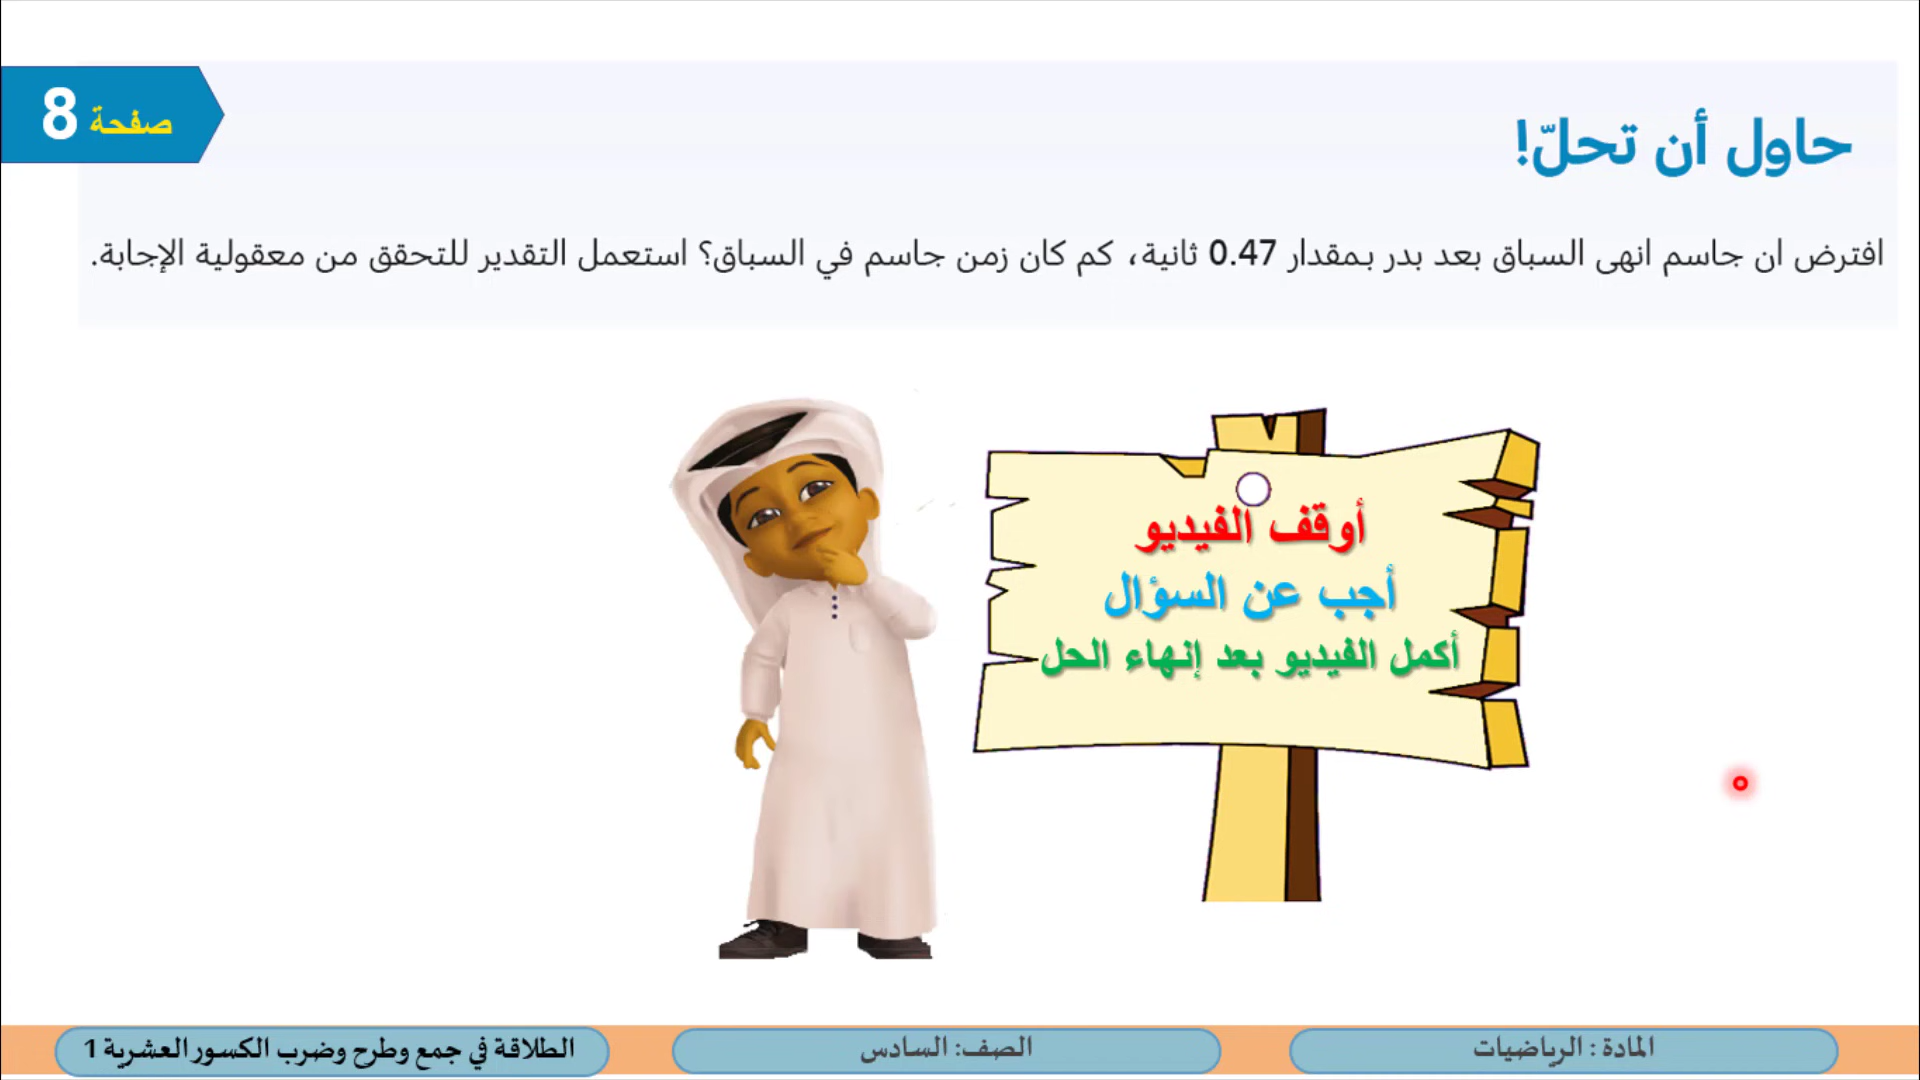 صفحة 8
حاول أن تحلّ!
افترض ان جاسم انهى السباق بعد بدر بمقدار 0.47 ثانية، كم كان زمن جاسم في السباق؟ استعمل التقدير للتحقق من معقولية الإجابة.
أوقف الفيديو
أجب عن السؤال
أكمل الفيديو بعد إنهاء الحل
المادة : الرياضيات
الصف: السادس
الطلاقة في جمع وطرح وضرب الكسور العشرية 1